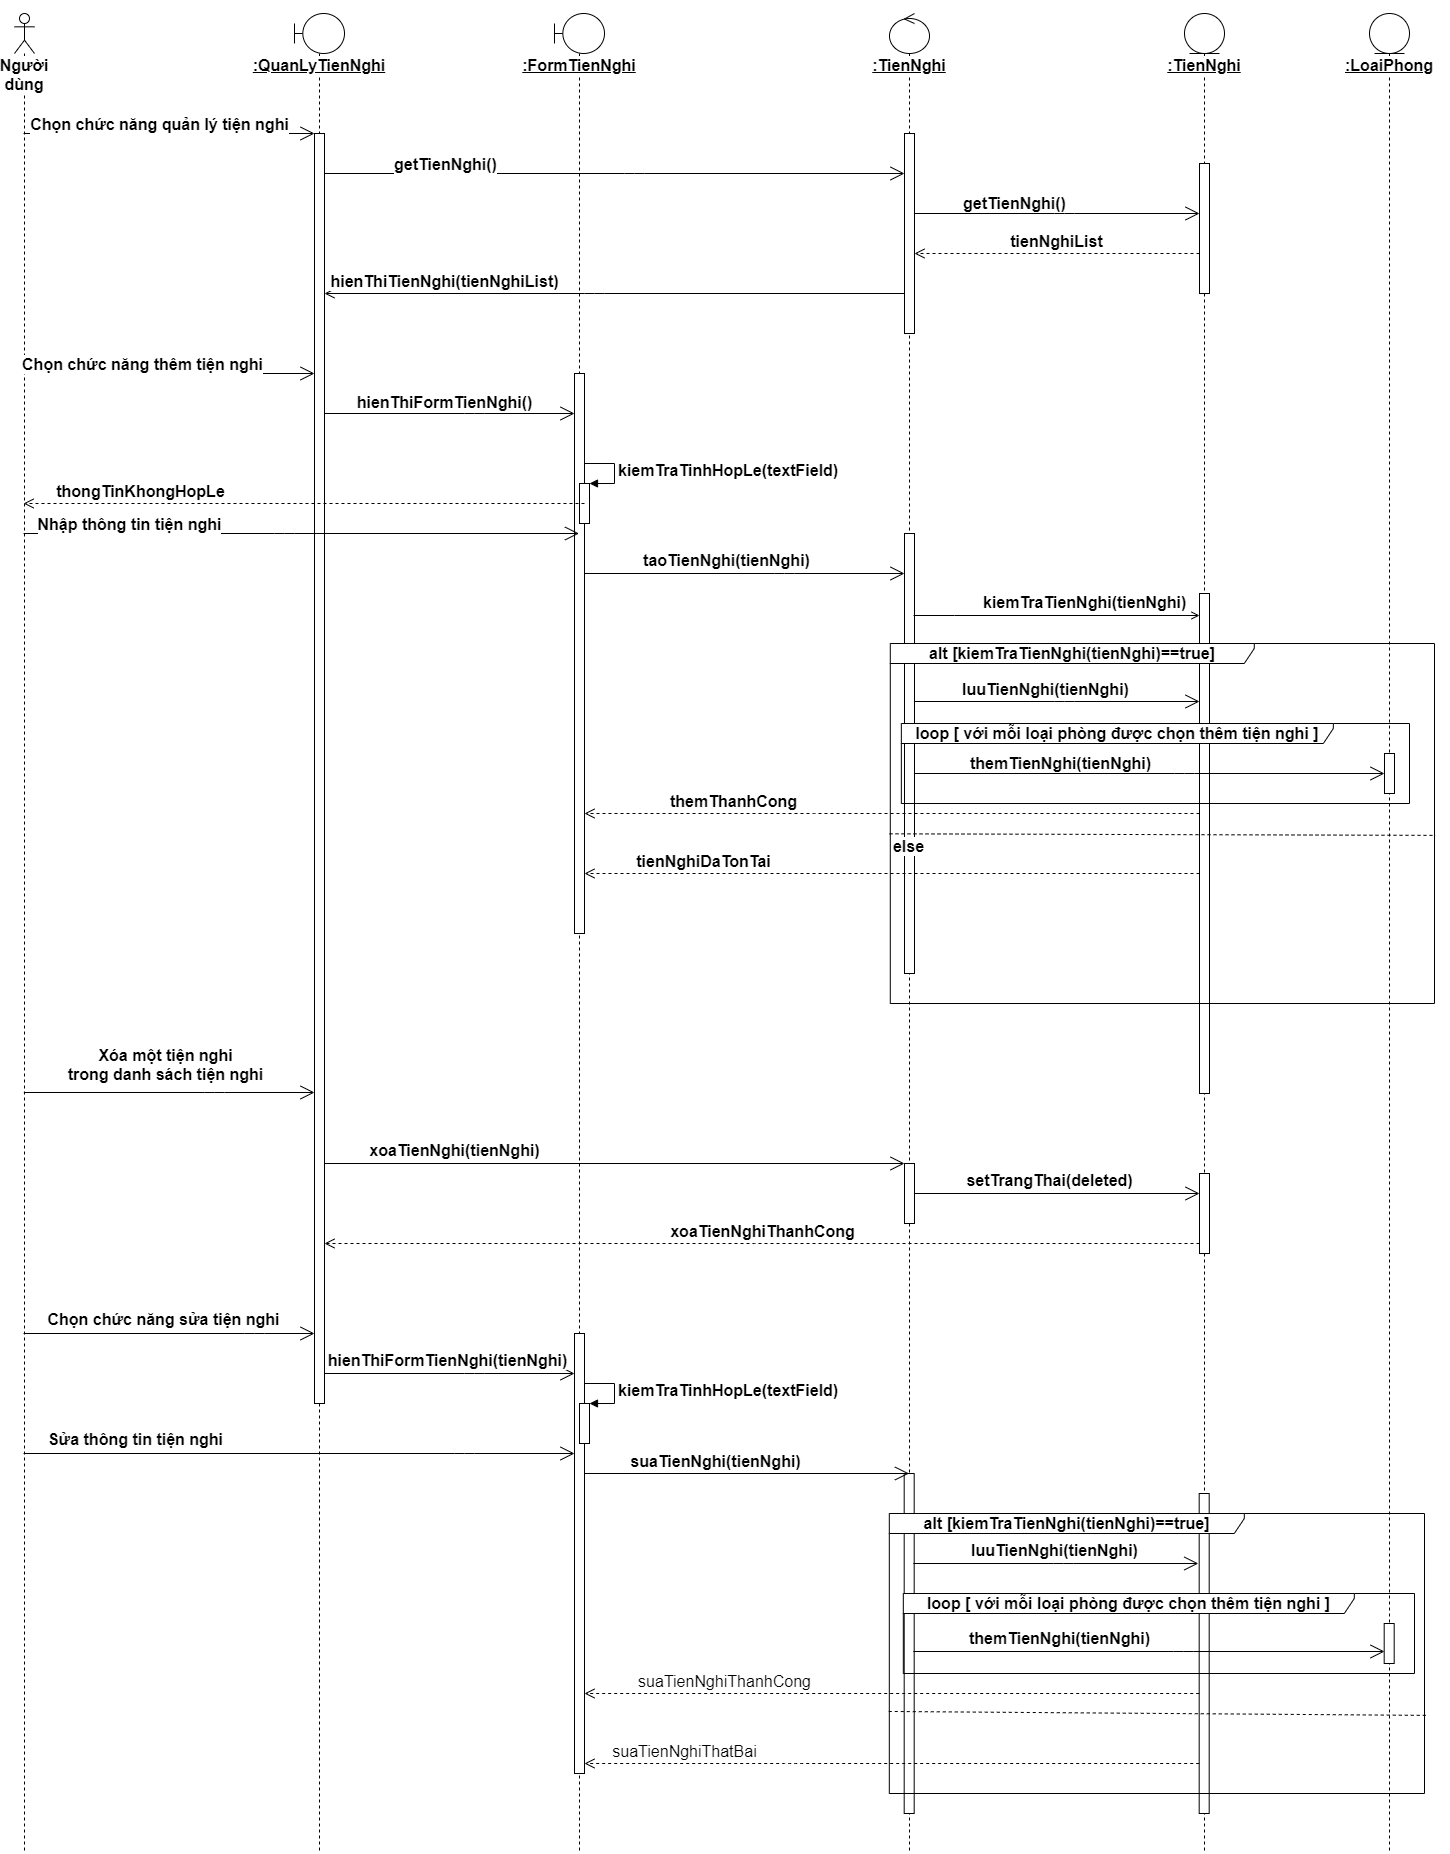 Người
dùng
:QuanLyTienNghi
:FormTienNghi
:TienNghi
:TienNghi
:LoaiPhong
Chọn chức năng quản lý tiện nghi
getTienNghi()
getTienNghi()
tienNghiList
hienThiTienNghi(tienNghiList)
Chọn chức năng thêm tiện nghi
hienThiFormTienNghi()
kiemTraTinhHopLe(textField)
thongTinKhongHopLe
Nhập thông tin tiện nghi
taoTienNghi(tienNghi)
kiemTraTienNghi(tienNghi)
alt [kiemTraTienNghi(tienNghi)==true]
luuTienNghi(tienNghi)
loop [ với mỗi loại phòng được chọn thêm tiện nghi ]
themTienNghi(tienNghi)
themThanhCong
else
tienNghiDaTonTai
Xóa một tiện nghi
trong danh sách tiện nghi
xoaTienNghi(tienNghi)
setTrangThai(deleted)
xoaTienNghiThanhCong
Chọn chức năng sửa tiện nghi
hienThiFormTienNghi(tienNghi)
kiemTraTinhHopLe(textField)
Sửa thông tin tiện nghi
suaTienNghi(tienNghi)
alt [kiemTraTienNghi(tienNghi)==true]
luuTienNghi(tienNghi)
loop [ với mỗi loại phòng được chọn thêm tiện nghi ]
themTienNghi(tienNghi)
suaTienNghiThanhCong
suaTienNghiThatBai